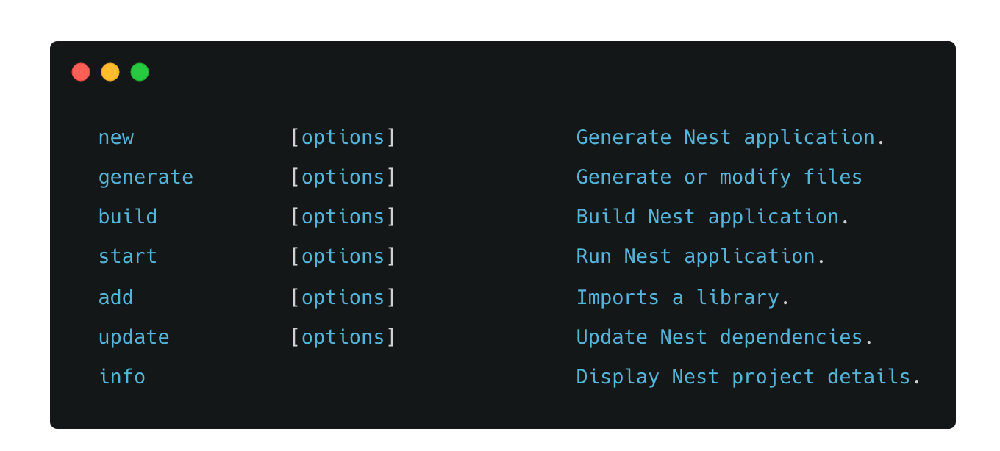 new [options] Generate Nest application.
generate [options] Generate or modify files
build [options] Build Nest application.
start [options] Run Nest application.
add [options] Imports a library.
update [options] Update Nest dependencies.
info Display Nest project details.